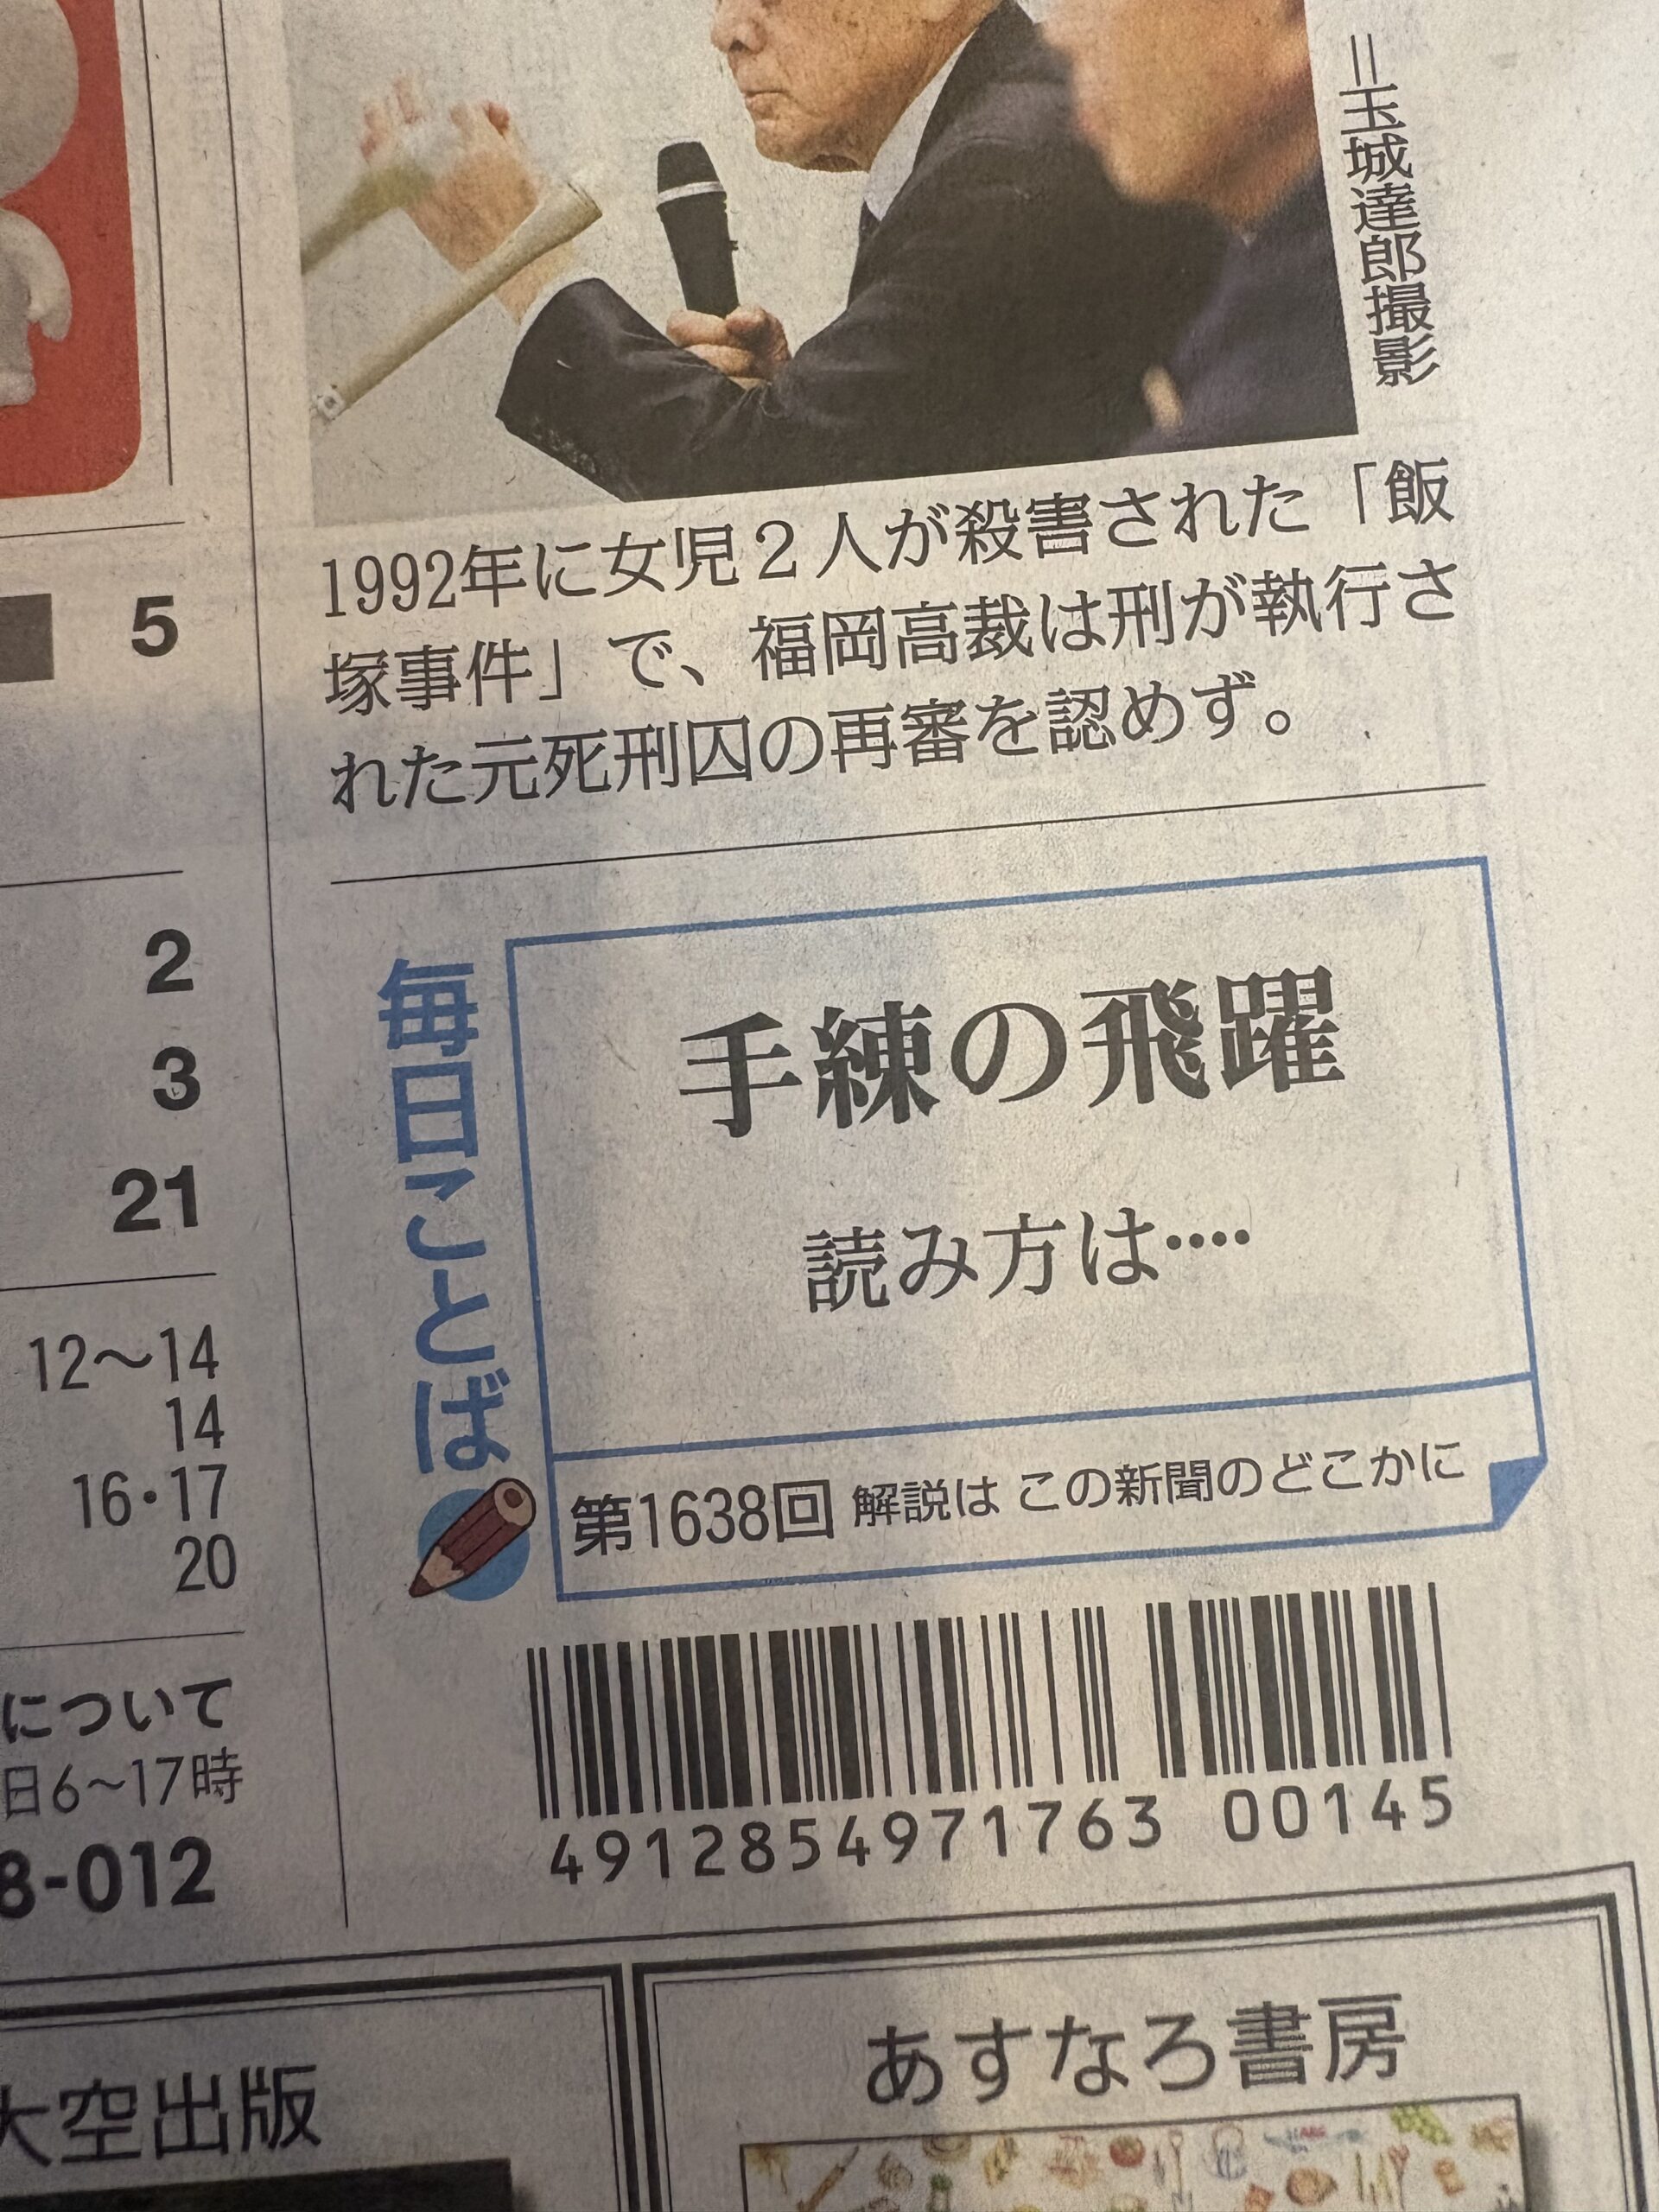 =玉城達郎撮影
1992年に女児２人が殺害された「飯
塚事件」で、福岡高裁は刑が執行さ
れた元死刑囚の再審を認めず。
毎日ことば
手練の飛躍
読み方は‥‥
第1638回 解説は この新聞のどこかに
4912854971763 00145
5
2
3
21
12〜14
14
16・17
20
について
日6〜17時
8-012
大空出版
あすなろ書房